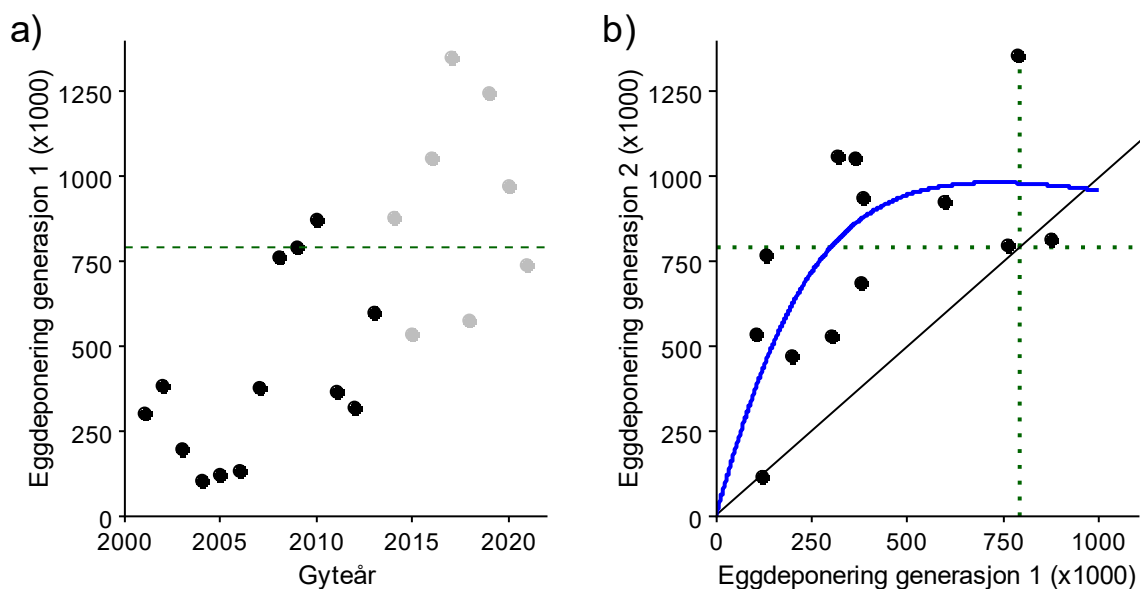 a)
Eggdeponering generasjon 1 (x1000)
1250
1000
750
500
250
0
2000 2005 2010 2015 2020
Gyteår
b)
Eggdeponering generasjon 2 (x1000)
1250
1000
750
500
250
0
0 250 500 750 1000
Eggdeponering generasjon 1 (x1000)